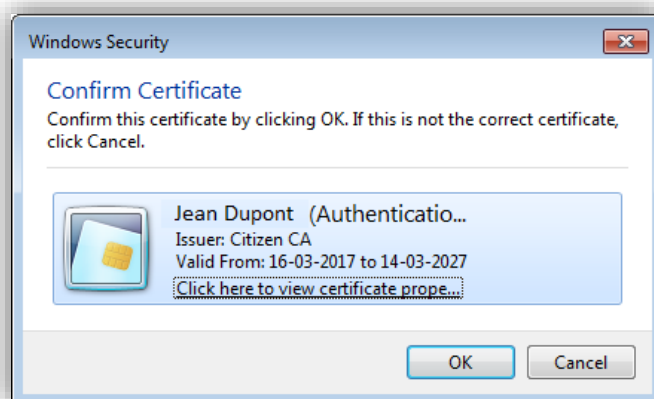 Windows Security
Confirm Certificate
Confirm this certificate by clicking OK. If this is not the correct certificate,
click Cancel.
Jean Dupont (Authenticatio...
Issuer: Citizen CA
Valid From: 16-03-2017 to 14-03-2027
Click here to view certificate prope...
OK Cancel